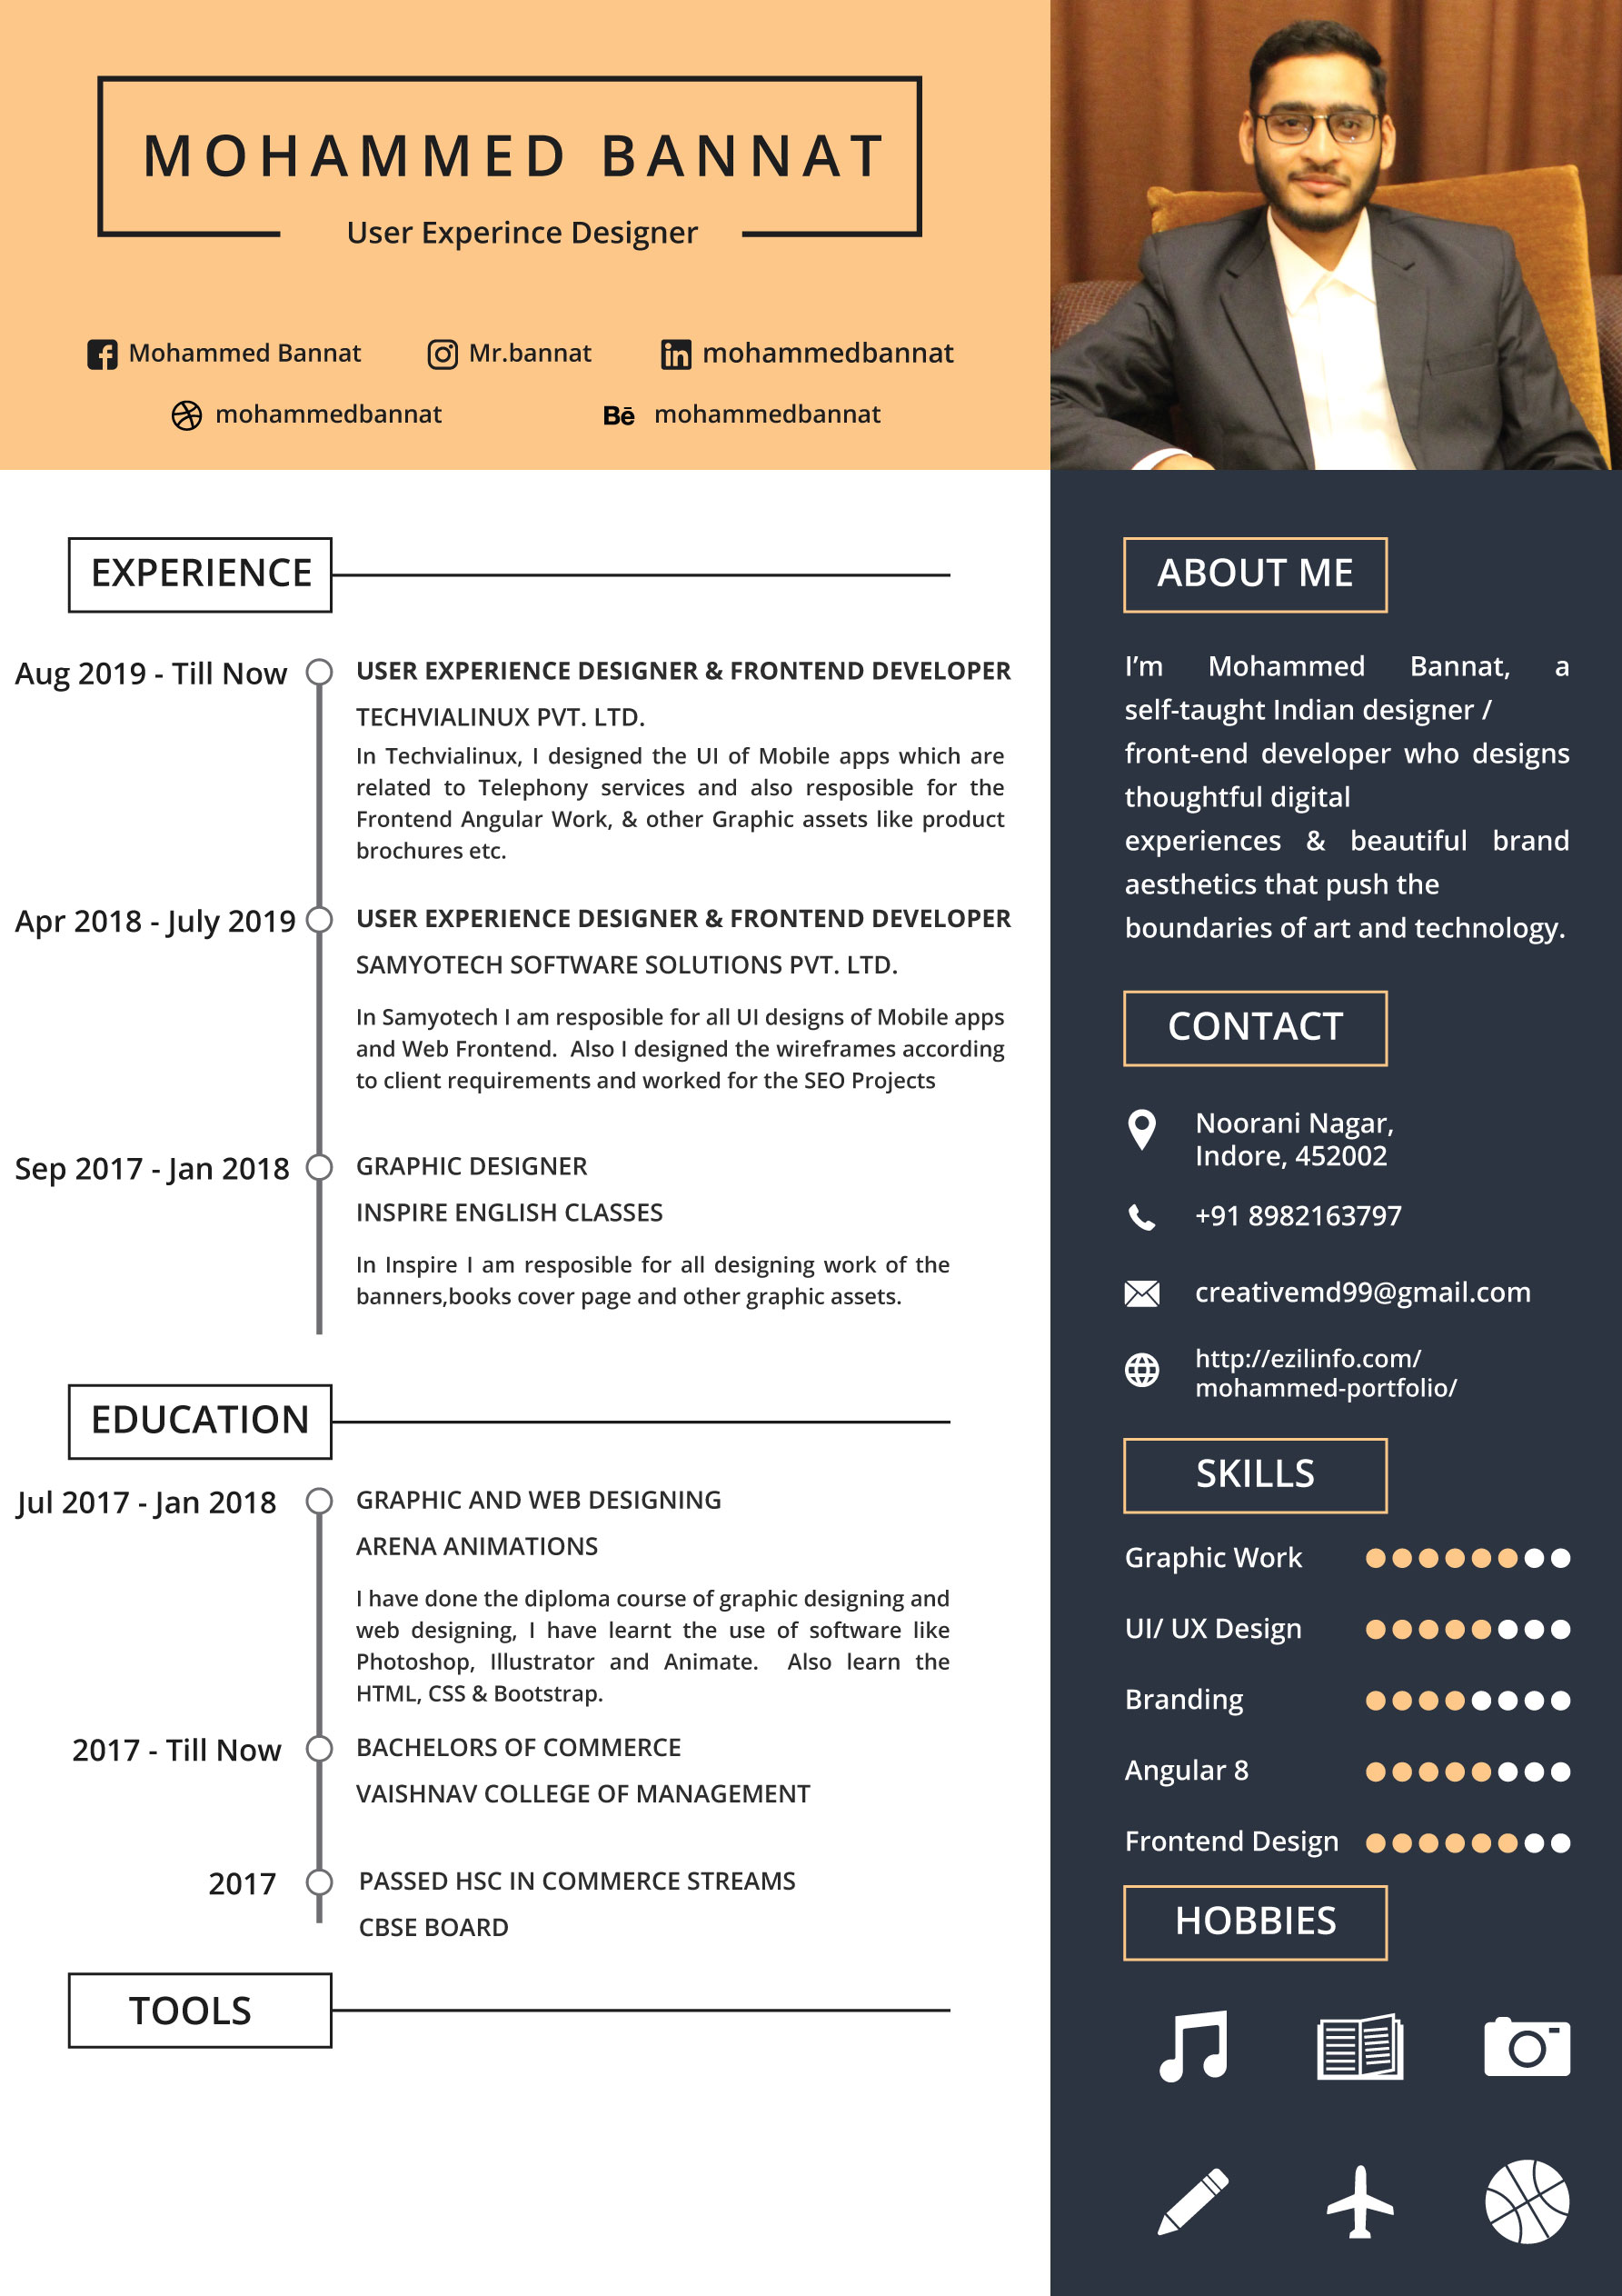 MOHAMMED BANNAT
User Experince Designer
Mohammed Bannat
Mr.bannat
mohammedbannat
mohammedbannat
Bē mohammedbannat
EXPERIENCE
Aug 2019 - Till Now
USER EXPERIENCE DESIGNER & FRONTEND DEVELOPER
TECHVIALINUX PVT. LTD.
In Techvialinux, I designed the UI of Mobile apps which are
related to Telephony services and also resposible for the
Frontend Angular Work, & other Graphic assets like product
brochures etc.
Apr 2018 - July 2019
USER EXPERIENCE DESIGNER & FRONTEND DEVELOPER
SAMYOTECH SOFTWARE SOLUTIONS PVT. LTD.
In Samyotech I am resposible for all UI designs of Mobile apps
and Web Frontend. Also I designed the wireframes according
to client requirements and worked for the SEO Projects
Sep 2017 - Jan 2018
GRAPHIC DESIGNER
INSPIRE ENGLISH CLASSES
In Inspire I am resposible for all designing work of the
banners,books cover page and other graphic assets.
EDUCATION
Jul 2017 - Jan 2018
GRAPHIC AND WEB DESIGNING
ARENA ANIMATIONS
I have done the diploma course of graphic designing and
web designing, I have learnt the use of software like
Photoshop, Illustrator and Animate. Also learn the
HTML, CSS & Bootstrap.
2017 - Till Now
BACHELORS OF COMMERCE
VAISHNAV COLLEGE OF MANAGEMENT
2017
PASSED HSC IN COMMERCE STREAMS
CBSE BOARD
TOOLS
ABOUT ME
I'm Mohammed Bannat, a
self-taught Indian designer /
front-end developer who designs
thoughtful digital
experiences & beautiful brand
aesthetics that push the
boundaries of art and technology.
CONTACT
Noorani Nagar,
Indore, 452002
+91 8982163797
creativemd99@gmail.com
http://ezilinfo.com/
mohammed-portfolio/
SKILLS
Graphic Work
UI/ UX Design
Branding
Angular 8
Frontend Design
HOBBIES